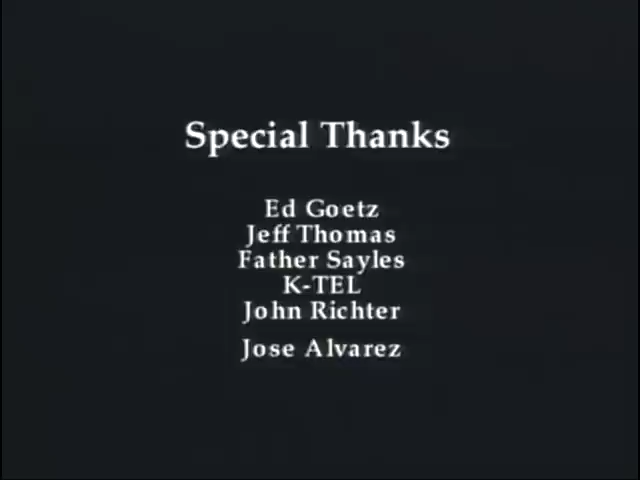 Special Thanks
Ed Goetz
Jeff Thomas
Father Sayles
K-TEL
John Richter
Jose Alvarez